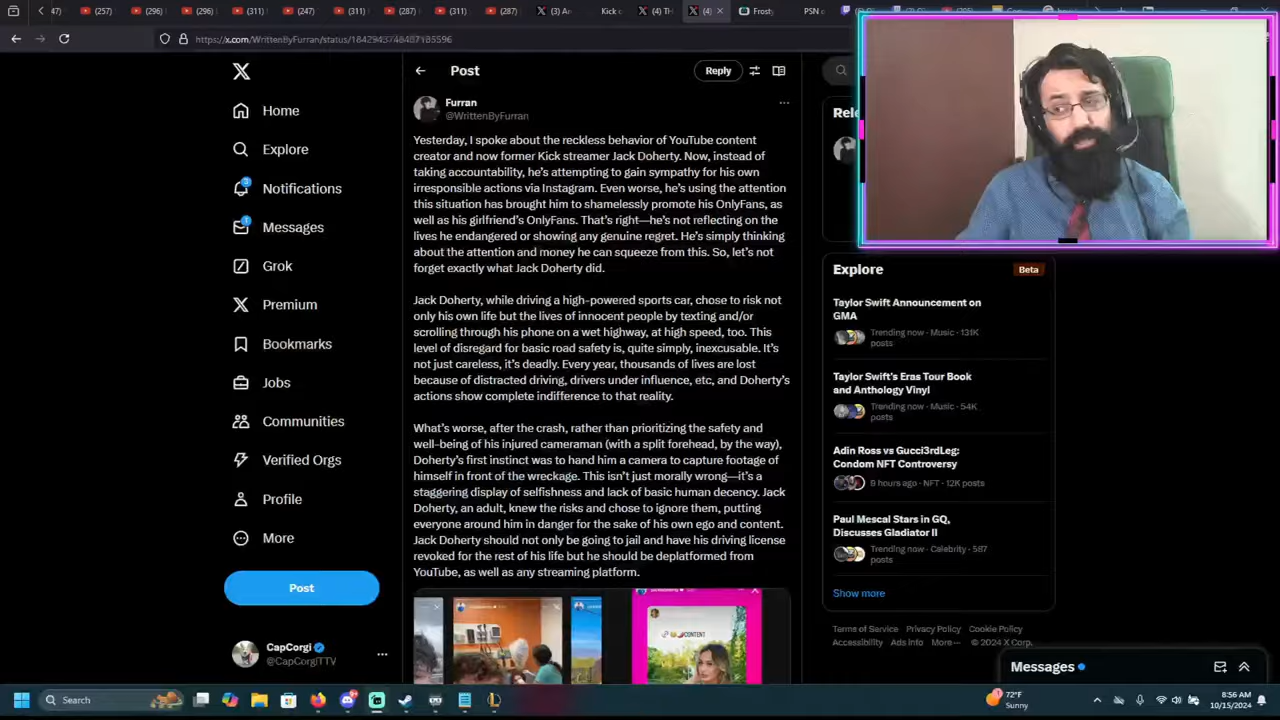 47)
(257)
(296)
(296)
(311)
(247)
(311)
(287)
(311)
(287)
(3) A
Kick c
(4) Tl
(4)
Frost
PSN
https://x.com/WrittenByFurran/status/
Post
Reply
Home
Explore
Notifications
Messages
Grok
Premium
Bookmarks
Jobs
Communities
Verified Orgs
Profile
More
Post
CapCorgi
@CapCorgiTTV
Furran
@WrittenByFurran
Yesterday, I spoke about the reckless behavior of YouTube content
creator and now former Kick streamer Jack Doherty. Now, instead of
taking accountability, he's attempting to gain sympathy for his own
irresponsible actions via Instagram. Even worse, he's using the attention
this situation has brought him to shamelessly promote his OnlyFans, as
well as his girlfriend's OnlyFans. That's right—he's not reflecting on the
lives he endangered or showing any genuine regret. He's simply thinking
about the attention and money he can squeeze from this. So, let's not
forget exactly what Jack Doherty did.
Jack Doherty, while driving a high-powered sports car, chose to risk not
only his own life but the lives of innocent people by texting and/or
scrolling through his phone on a wet highway, at high speed, too. This
level of disregard for basic road safety is, quite simply, inexcusable. It's
not just careless, it's deadly. Every year, thousands of lives are lost
because of distracted driving, drivers under influence, etc, and Doherty's
actions show complete indifference to that reality.
What's worse, after the crash, rather than prioritizing the safety and
well-being of his injured cameraman (with a split forehead, by the way),
Doherty's first instinct was to hand him a camera to capture footage of
himself in front of the wreckage. This isn't just morally wrong—it's a
staggering display of selfishness and lack of basic human decency. Jack
Doherty, an adult, knew the risks and chose to ignore them, putting
everyone around him in danger for the sake of his own ego and content.
Jack Doherty should not only be going to jail and have his driving license
revoked for the rest of his life but he should be deplatformed from
YouTube, as well as any streaming platform.
CONTENT
Rele
Explore
Beta
Taylor Swift Announcement on
GMA
Trending now · Music · 131K
posts
Taylor Swift's Eras Tour Book
and Anthology Vinyl
Trending now · Music · 54K
posts
Adin Ross vs Gucci3rdLeg:
Condom NFT Controversy
9 hours ago · NFT · 12K posts
Paul Mescal Stars in GQ,
Discusses Gladiator II
Trending now · Celebrity · 587
posts
Show more
Terms of Service Privacy Policy Cookie Policy
Accessibility Ads info More··· © 2024 X Corp.
Messages
Search
72°F
Sunny
8:56 AM
10/15/2024